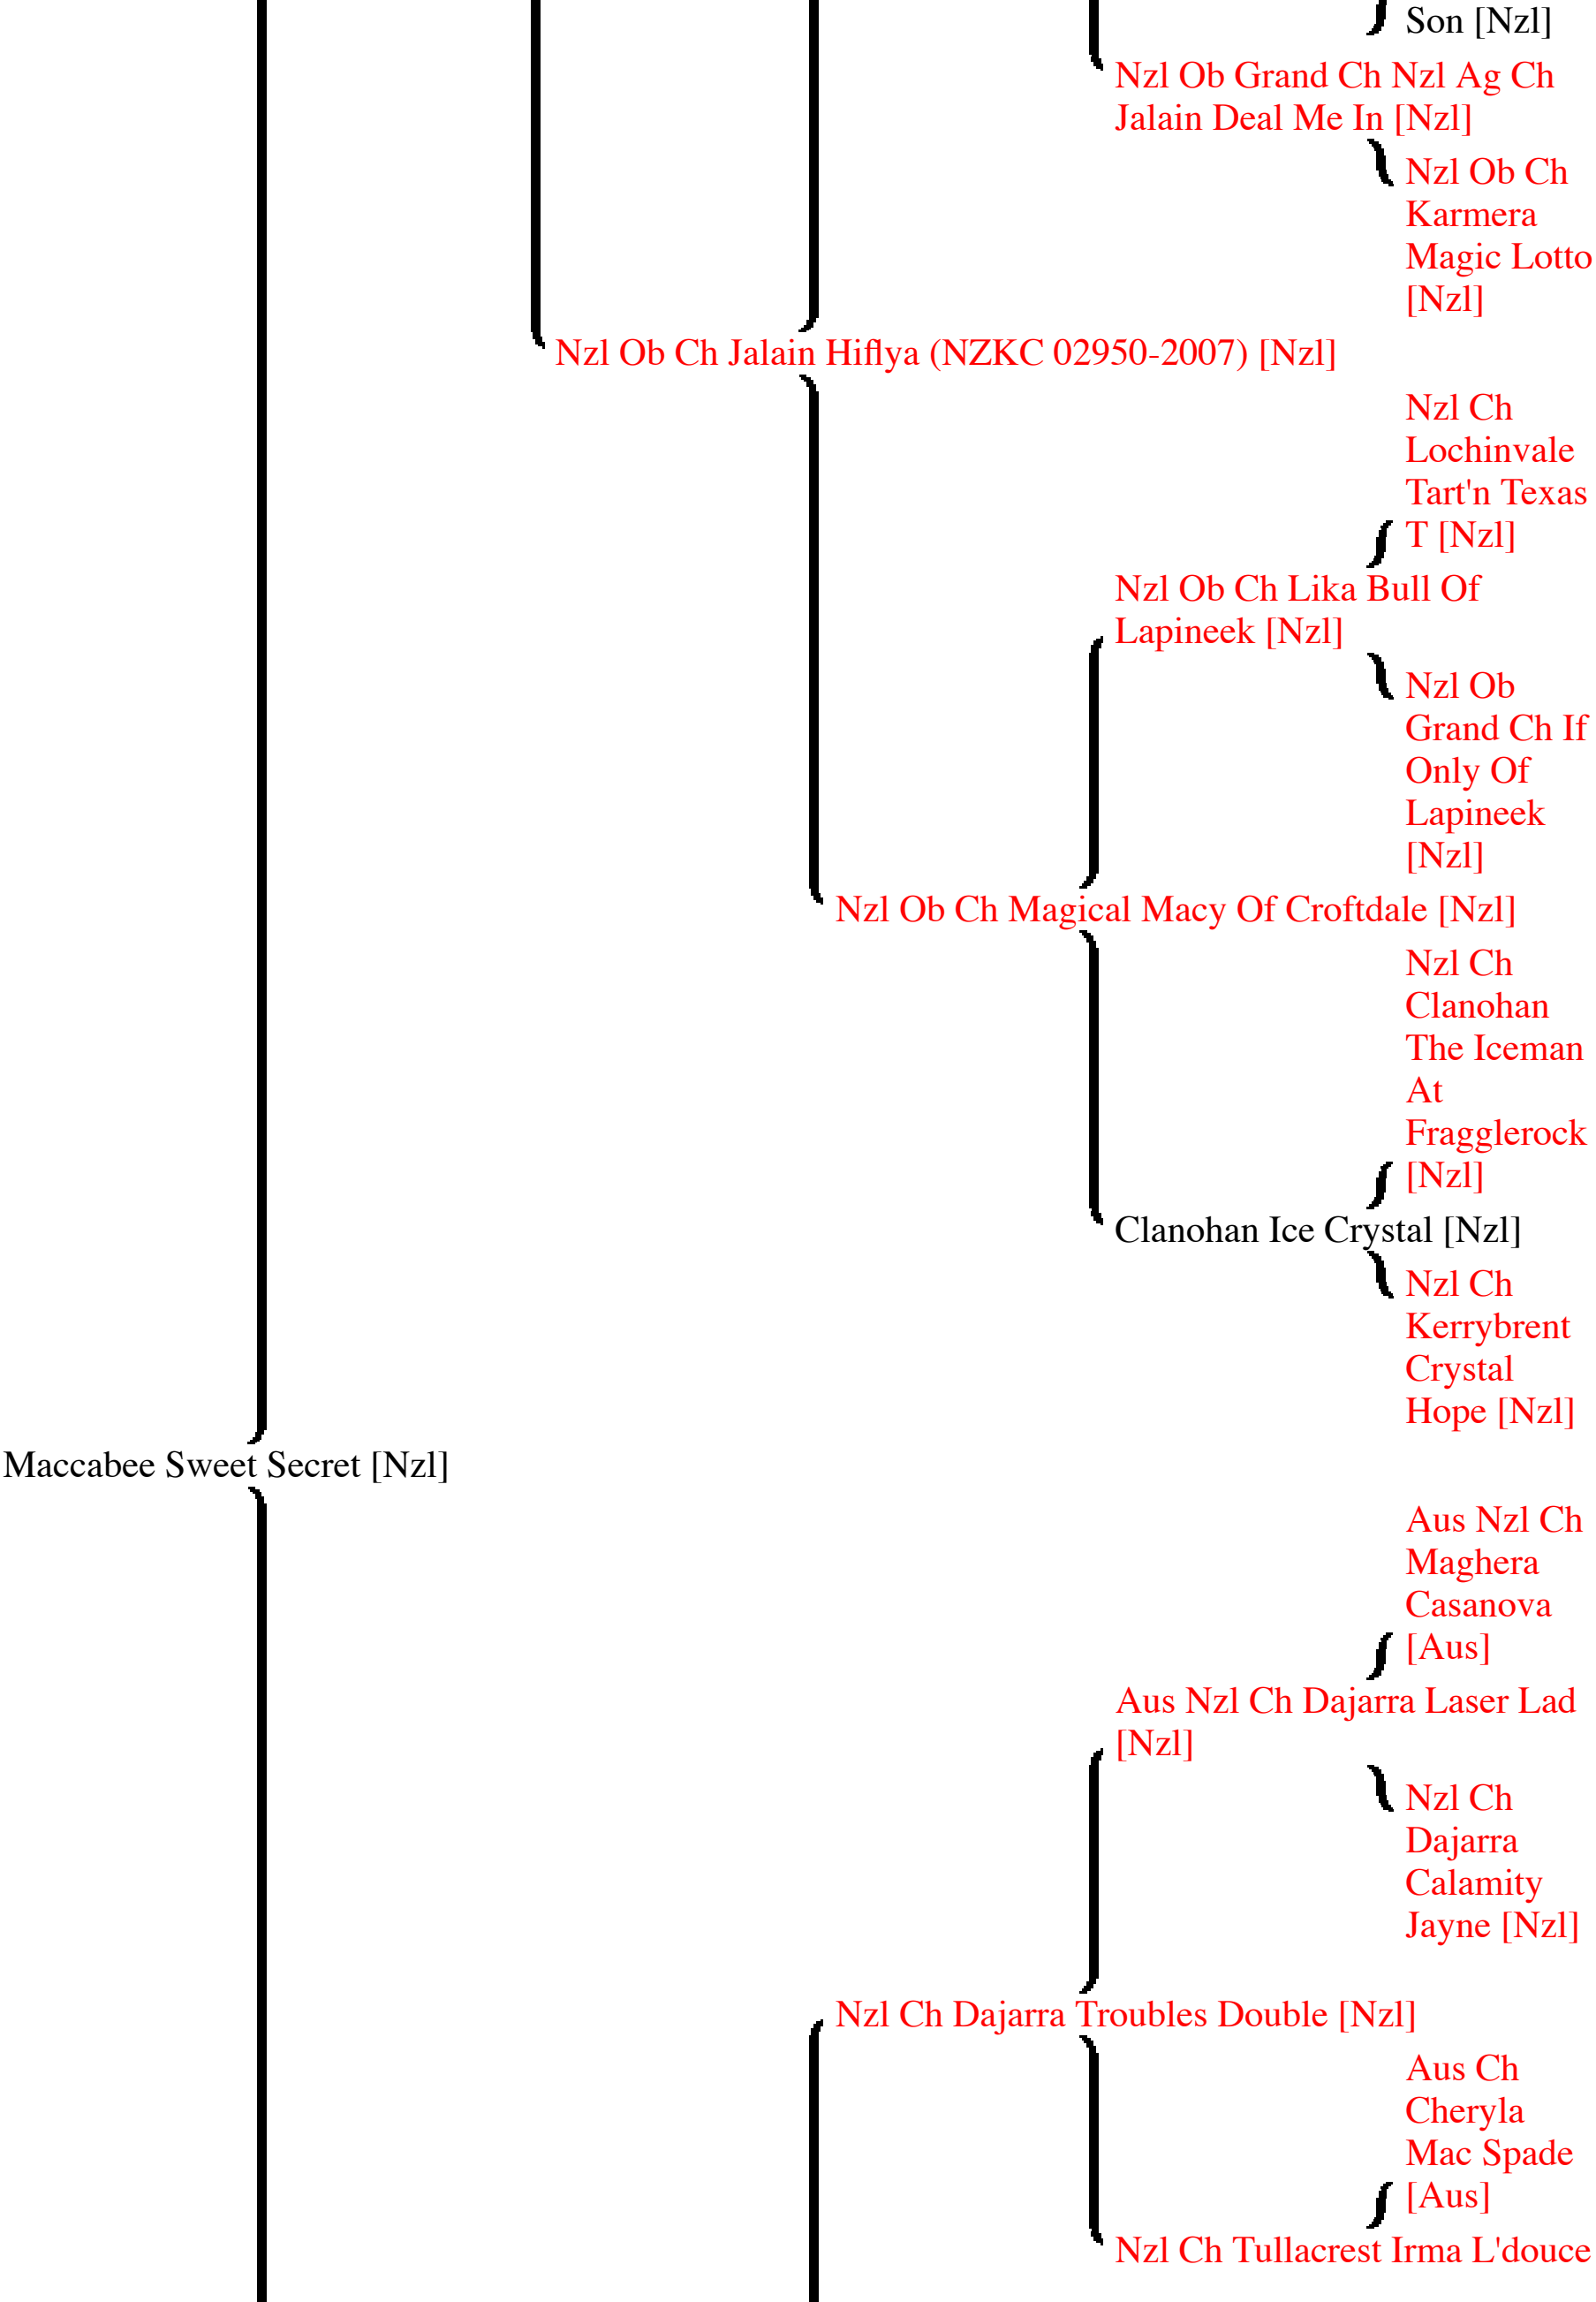 Son [Nzl]
Nzl Ob Grand Ch Nzl Ag Ch
Jalain Deal Me In [Nzl]
Nzl Ob Ch
Karmera
Magic Lotto
[Nzl]
Nzl Ob Ch Jalain Hiflya (NZKC 02950-2007) [Nzl]
Nzl Ch
Lochinvale
Tart'n Texas
T [Nzl]
Nzl Ob Ch Lika Bull Of
Lapineek [Nzl]
Nzl Ob
Grand Ch If
Only Of
Lapineek
[Nzl]
Nzl Ob Ch Magical Macy Of Croftdale [Nzl]
Nzl Ch
Clanohan
The Iceman
At
Fragglerock
[Nzl]
Clanohan Ice Crystal [Nzl]
Nzl Ch
Kerrybrent
Crystal
Hope [Nzl]
Maccabee Sweet Secret [Nzl]
Aus Nzl Ch
Maghera
Casanova
[Aus]
Aus Nzl Ch Dajarra Laser Lad
[Nzl]
Nzl Ch
Dajarra
Calamity
Jayne [Nzl]
Nzl Ch Dajarra Troubles Double [Nzl]
Aus Ch
Cheryla
Mac Spade
[Aus]
Nzl Ch Tullacrest Irma L'douce